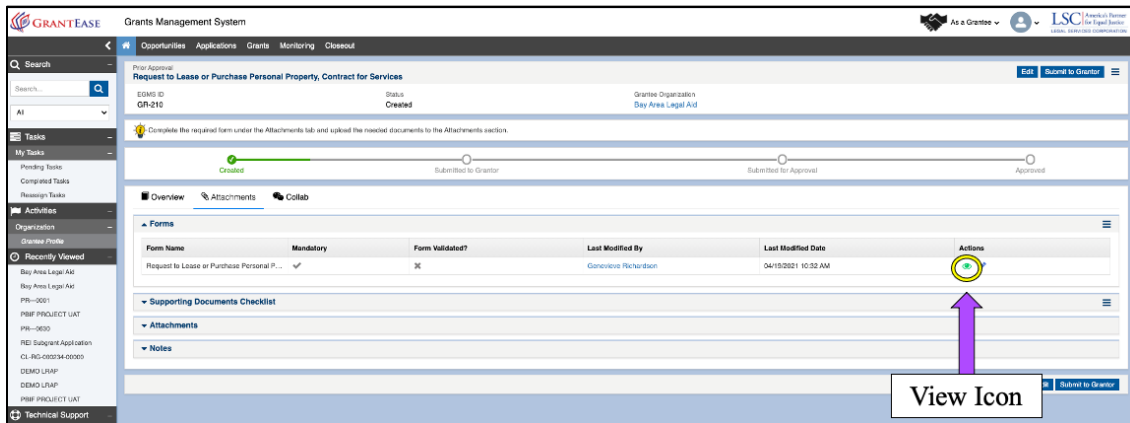 GRANTEASE
Grants Management System
As a Grantee
LSC America's Partner for Equal Justice
LEGAL SERVICES CORPORATION
Opportunities Applications Grants Monitoring Closeout
Search
Search...
All
Tasks
My Tasks
Pending Tasks
Completed Tasks
Reassign Tasks
Activities
Organization
Grantee Profile
Recently Viewed
Bay Area Legal Aid
Bay Area Legal Aid
PR—0001
PBIF PROJECT UAT
PR—0630
REI Subgrant Application
CL-RG-093234-00000
DEMO LRAP
DEMO LRAP
PBIF PROJECT UAT
Technical Support
Prior Approval
Request to Lease or Purchase Personal Property, Contract for Services
Edit Submit to Grantor
EGMS ID Status Grantee Organization
GR-210 Created Bay Area Legal Aid
Complete the required form under the Attachments tab and upload the needed documents to the Attachments section.
Created Submitted to Grantor Submitted for Approval Approved
Overview Attachments Collab
Forms
Form Name Mandatory Form Validated? Last Modified By Last Modified Date Actions
Request to Lease or Purchase Personal P... Genevieve Richardson 04/15/2021 10:32 AM
Supporting Documents Checklist
Attachments
Notes
Submit to Grantor
View Icon